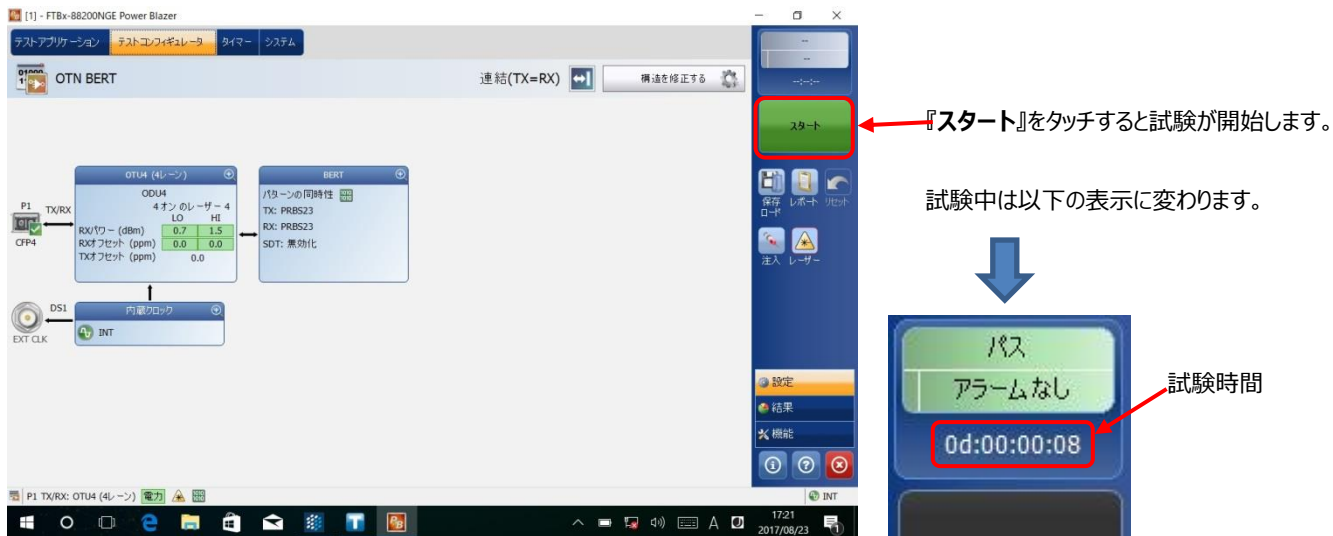 [1] - FTBx-88200NGE Power Blazer
テストアプリケーション テストコンフィギュレータ タイマー システム
OTN BERT
連結(TX=RX)
構造を修正する
--
--
--:--:--
スタート
『スタート』をタッチすると試験が開始します。
試験中は以下の表示に変わります。
保存 ロード
レポート
リセット
注入
レーザー
P1
TX/RX
CFP4
OTU4 (4レーン)
ODU4
4 オン のレーザー 4
LO HI
RXパワー (dBm) 0.7 1.5
RXオフセット (ppm) 0.0 0.0
TXオフセット (ppm) 0.0
BERT
パターンの同時性
TX: PRBS23
RX: PRBS23
SDT: 無効化
DS1
EXT CLK
内蔵クロック
INT
設定
結果
機能
パス
アラームなし
0d:00:00:08
試験時間
P1 TX/RX: OTU4 (4レーン) 電力
INT
A
17:21
2017/08/23